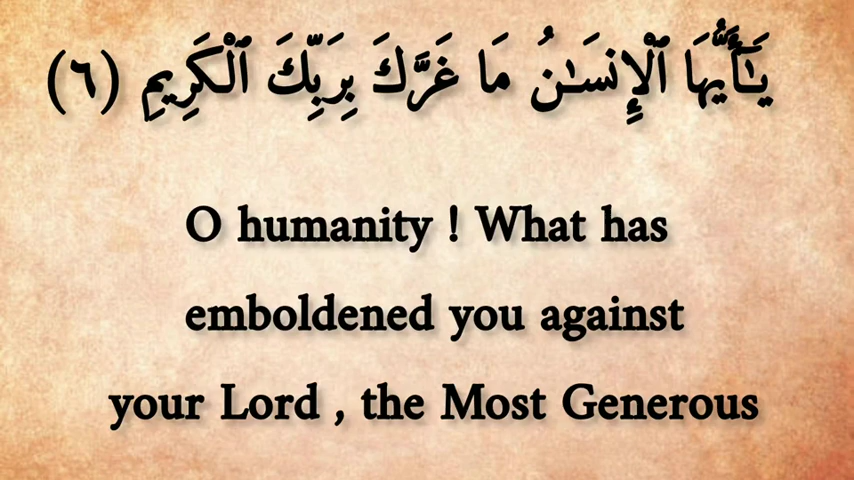 يَـٰٓأَيُّهَا ٱلْإِنسَـٰنُ مَا غَرَّكَ بِرَبِّكَ ٱلْكَرِيمِ (٦)
O humanity ! What has
emboldened you against
your Lord , the Most Generous